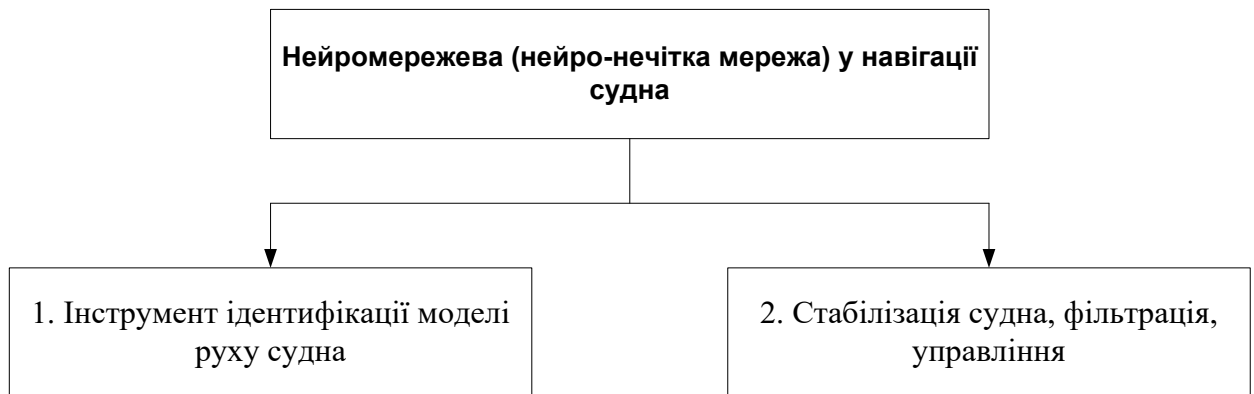 Нейромережева (нейро-нечітка мережа) у навігації
судна
1. Інструмент ідентифікації моделі
руху судна
2. Стабілізація судна, фільтрація,
управління